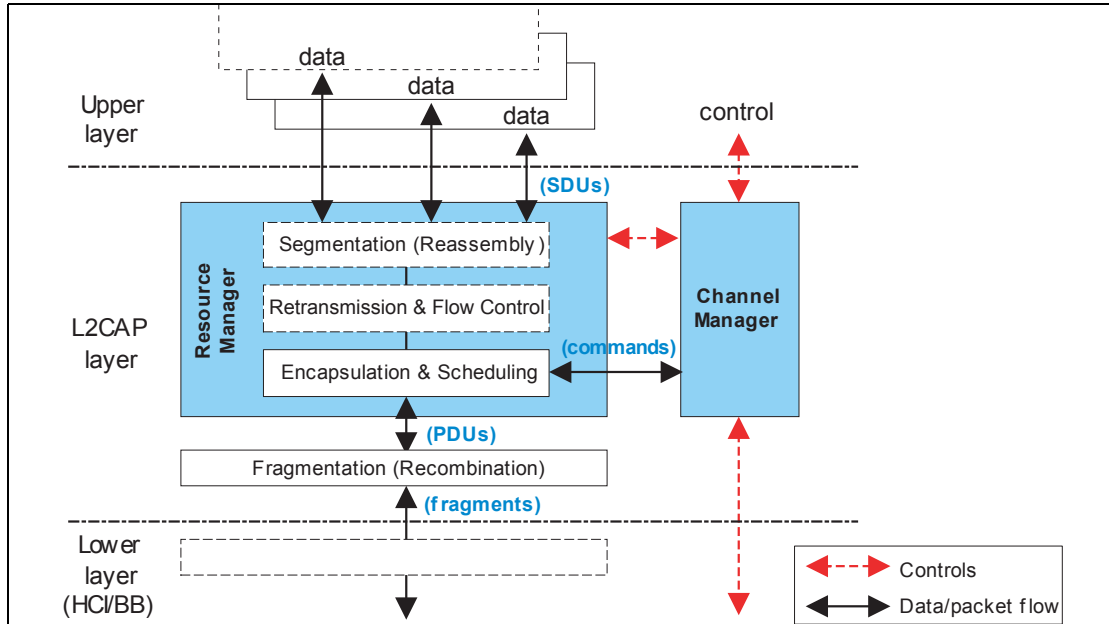 data
data
data
Upper
layer
control
(SDUs)
Segmentation (Reassembly)
Resource
Manager
Retransmission & Flow Control
Channel
Manager
L2CAP
layer
(commands)
Encapsulation & Scheduling
(PDUs)
Fragmentation (Recombination)
(fragments)
Lower
layer
(HCI/BB)
Controls
Data/packet flow